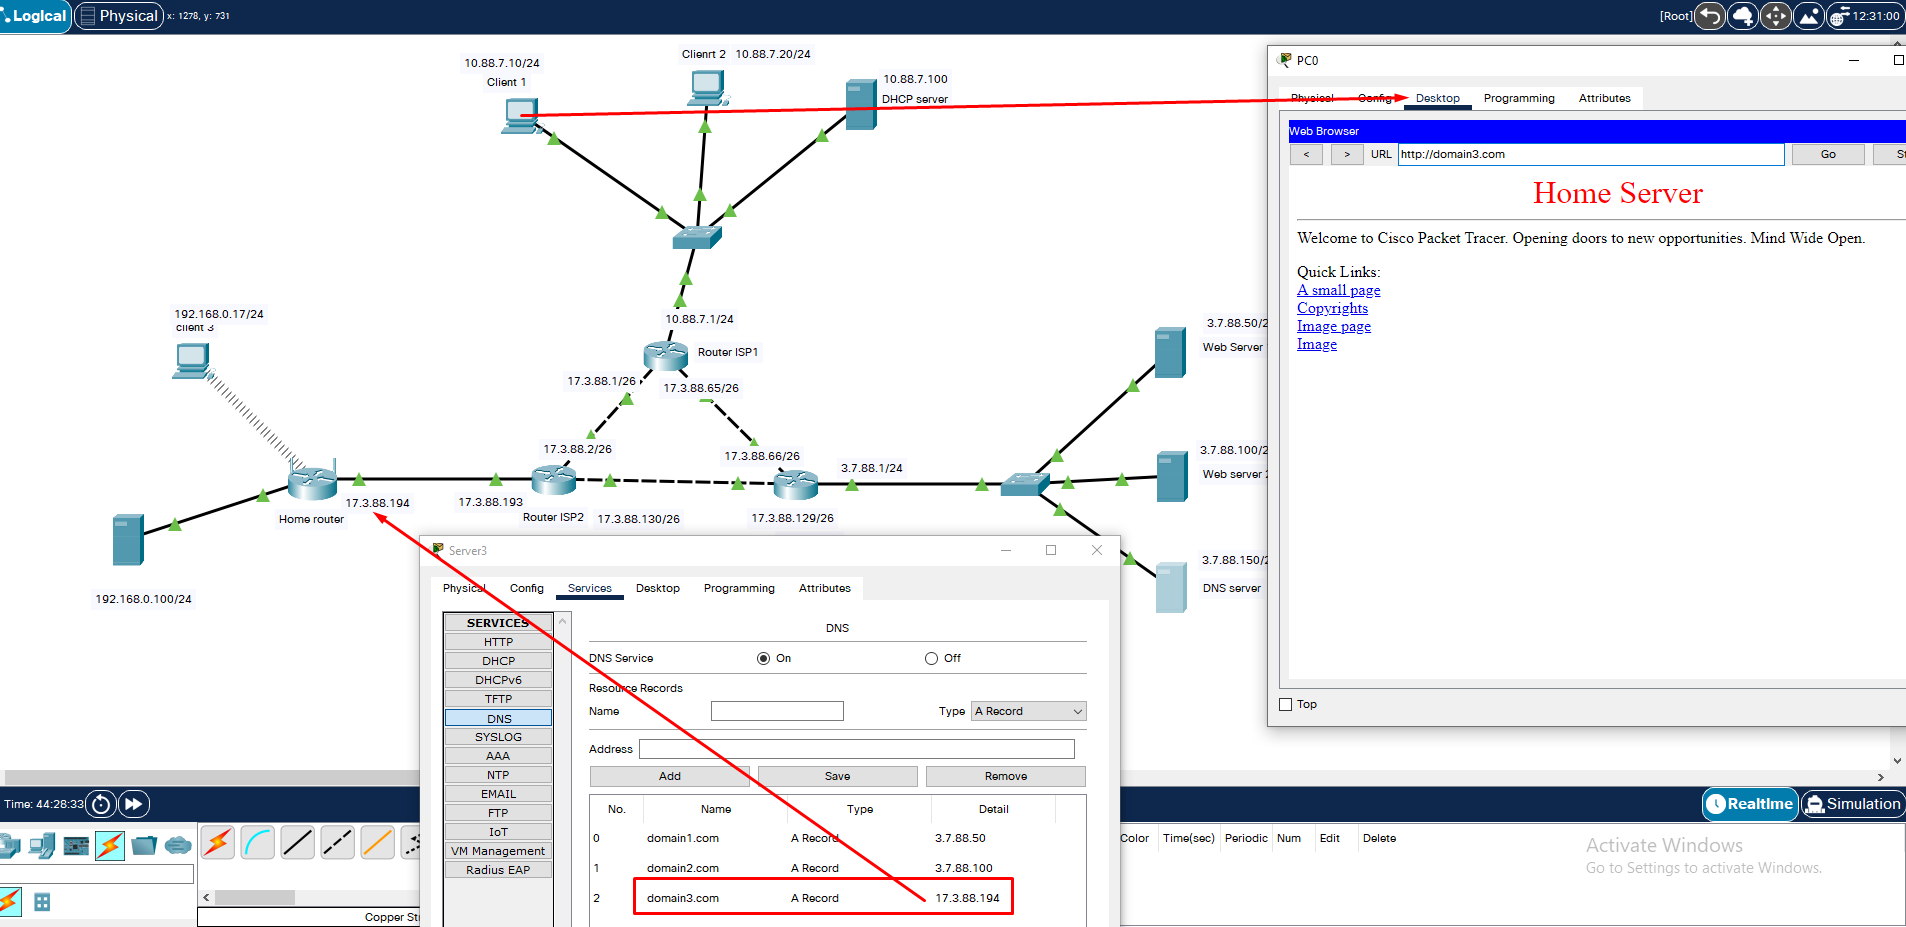 Logical
Physical
x: 1278, y: 731
[Root]
12:31:00
10.88.7.10/24
Client 1
Clienrt 2 10.88.7.20/24
10.88.7.100
DHCP server
192.168.0.17/24
client 3
10.88.7.1/24
Router ISP1
17.3.88.1/26
17.3.88.65/26
17.3.88.2/26
17.3.88.66/26
3.7.88.1/24
17.3.88.194
17.3.88.193
Home router
Router ISP2
17.3.88.130/26
17.3.88.129/26
192.168.0.100/24
3.7.88.50/2
Web Server
3.7.88.100/2
Web server 2
3.7.88.150/2
DNS server
PC0
Physical
Config
Desktop
Programming
Attributes
Web Browser
<
>
URL
http://domain3.com
Go
St
Home Server
Welcome to Cisco Packet Tracer. Opening doors to new opportunities. Mind Wide Open.
Quick Links:
A small page
Copyrights
Image page
Image
Top
Server3
Physical
Config
Services
Desktop
Programming
Attributes
SERVICES
HTTP
DHCP
DHCPv6
TFTP
DNS
SYSLOG
AAA
NTP
EMAIL
FTP
IoT
VM Management
Radius EAP
DNS
DNS Service
On
Off
Resource Records
Name
Type
A Record
Address
Add
Save
Remove
No. Name Type Detail
0 domain1.com A Record 3.7.88.50
1 domain2.com A Record 3.7.88.100
2 domain3.com A Record 17.3.88.194
Time: 44:28:33
Realtime
Simulation
Copper Str
Color
Time(sec)
Periodic
Num
Edit
Delete
Activate Windows
Go to Settings to activate Windows.